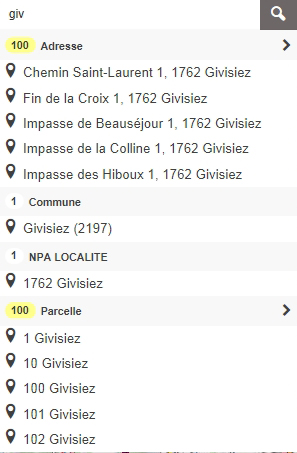 giv
100 Adresse
Chemin Saint-Laurent 1, 1762 Givisiez
Fin de la Croix 1, 1762 Givisiez
Impasse de Beauséjour 1, 1762 Givisiez
Impasse de la Colline 1, 1762 Givisiez
Impasse des Hiboux 1, 1762 Givisiez
1 Commune
Givisiez (2197)
1 NPA LOCALITE
1762 Givisiez
100 Parcelle
1 Givisiez
10 Givisiez
100 Givisiez
101 Givisiez
102 Givisiez